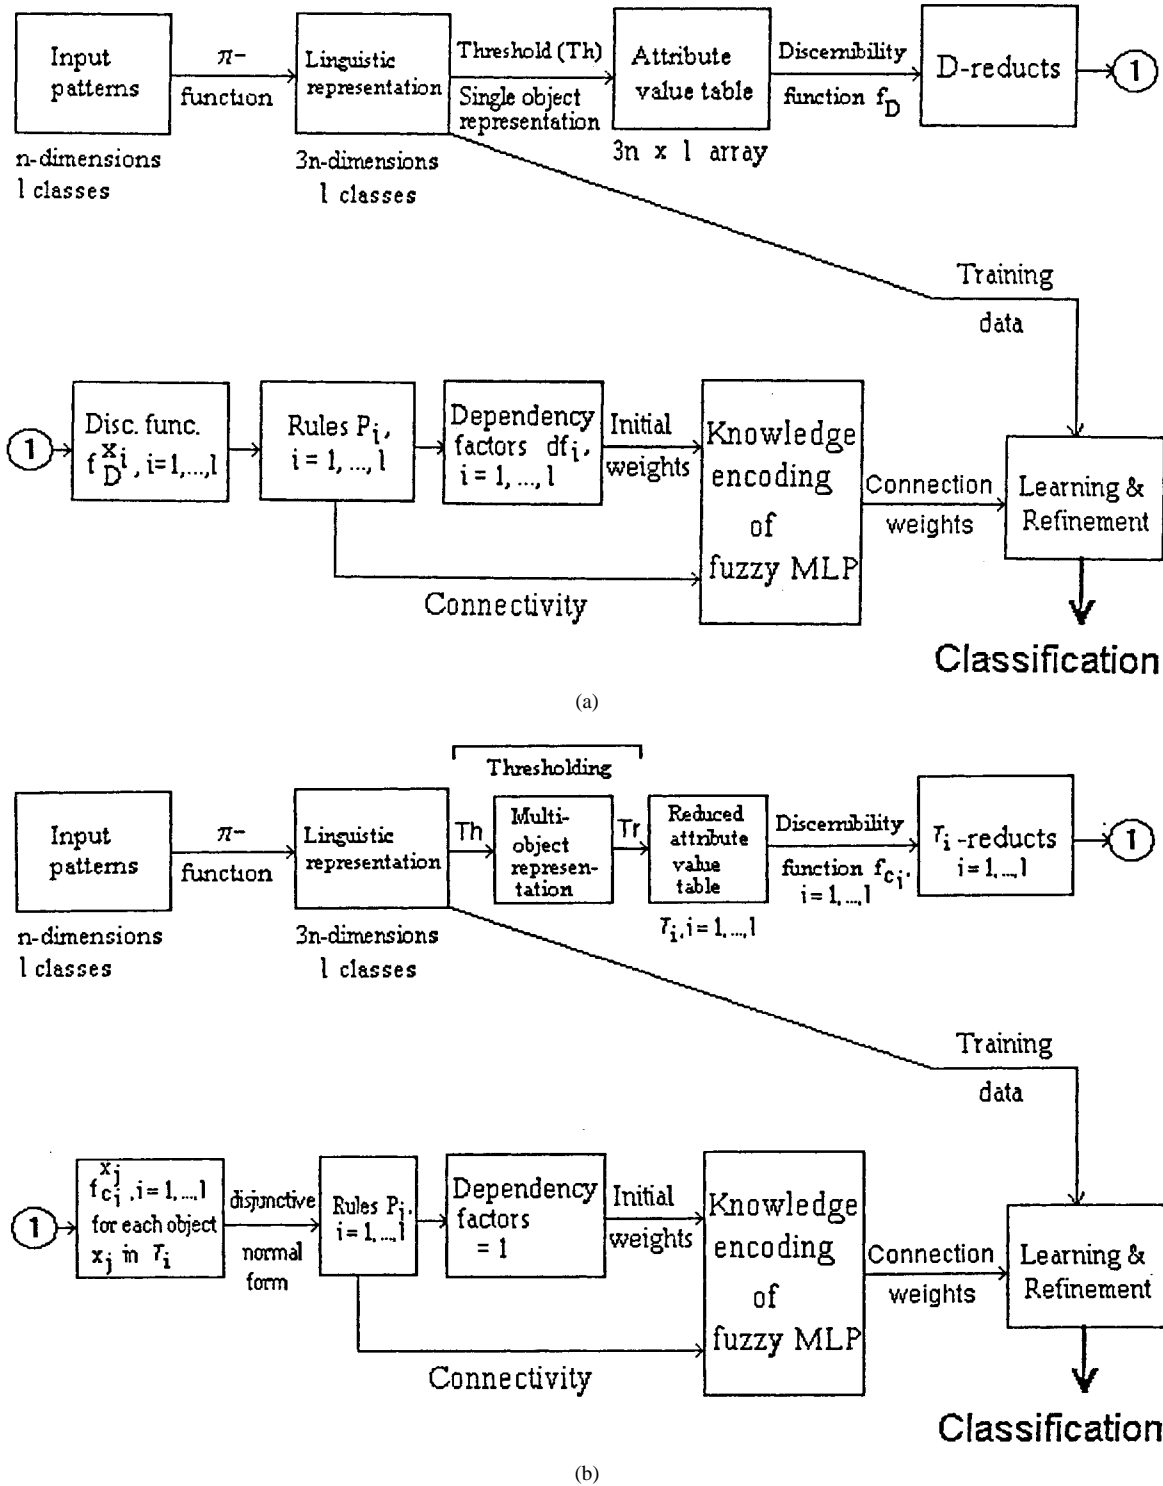 Input patterns
π-
function
Linguistic representation
Threshold (Th)
Single object representation
Attribute value table
Discernibility
function f_D
D-reducts
1
n-dimensions
l classes
3n-dimensions
l classes
3n x l array
Training
data
1
Disc. func.
f_D^x_i, i=1,...,l
Rules P_i,
i = 1, ..., l
Dependency
factors df_i,
i = 1, ..., l
Initial
weights
Knowledge
encoding
of
fuzzy MLP
Connection
weights
Learning &
Refinement
Connectivity
Classification
(a)
Thresholding
Input
patterns
π-
function
Linguistic
representation
Th
Multi-
object
represen-
tation
Tr
Reduced
attribute
value
table
Discernibility
function f_c_i,
i = 1, ..., l
τ_i-reducts
i = 1, ..., l
1
n-dimensions
l classes
3n-dimensions
l classes
τ_i, i = 1, ..., l
Training
data
1
f_c_i^x_j, i = 1, ..., l
for each object
x_j in τ_i
disjunctive
normal
form
Rules P_i,
i = 1, ..., l
Dependency
factors
= 1
Initial
weights
Knowledge
encoding
of
fuzzy MLP
Connection
weights
Learning &
Refinement
Connectivity
Classification
(b)